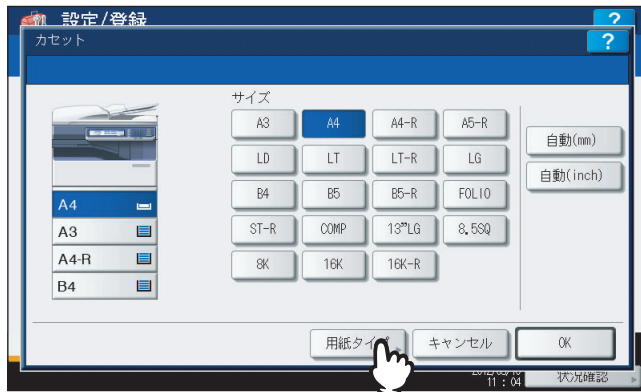 設定/登録
?
カセット
?
サイズ
A3 A4 A4-R A5-R
自動(mm)
LD LT LT-R LG
自動(inch)
B4 B5 B5-R FOLIO
A4
A3
ST-R COMP 13"LG 8.5SQ
A4-R
8K 16K 16K-R
B4
用紙タイプ キャンセル OK
11:04 状況確認